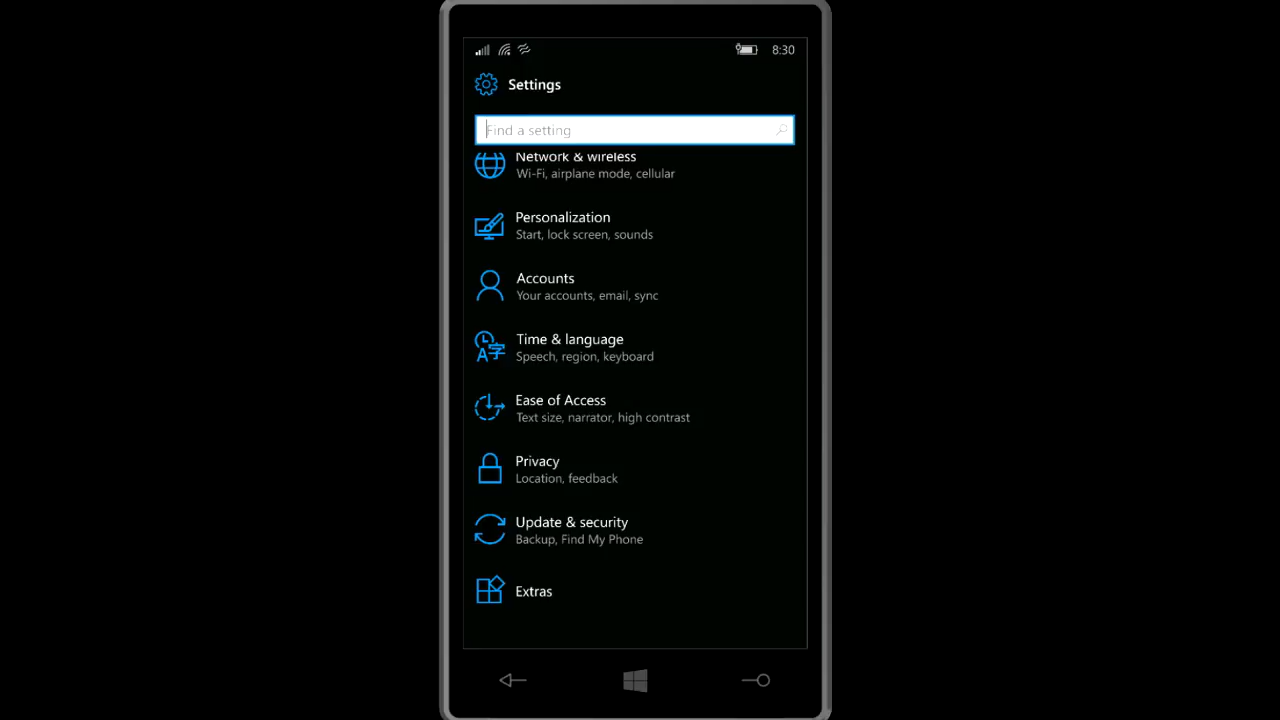 8:30
Settings
Find a setting
Network & wireless
Wi-Fi, airplane mode, cellular
Personalization
Start, lock screen, sounds
Accounts
Your accounts, email, sync
Time & language
Speech, region, keyboard
Ease of Access
Text size, narrator, high contrast
Privacy
Location, feedback
Update & security
Backup, Find My Phone
Extras